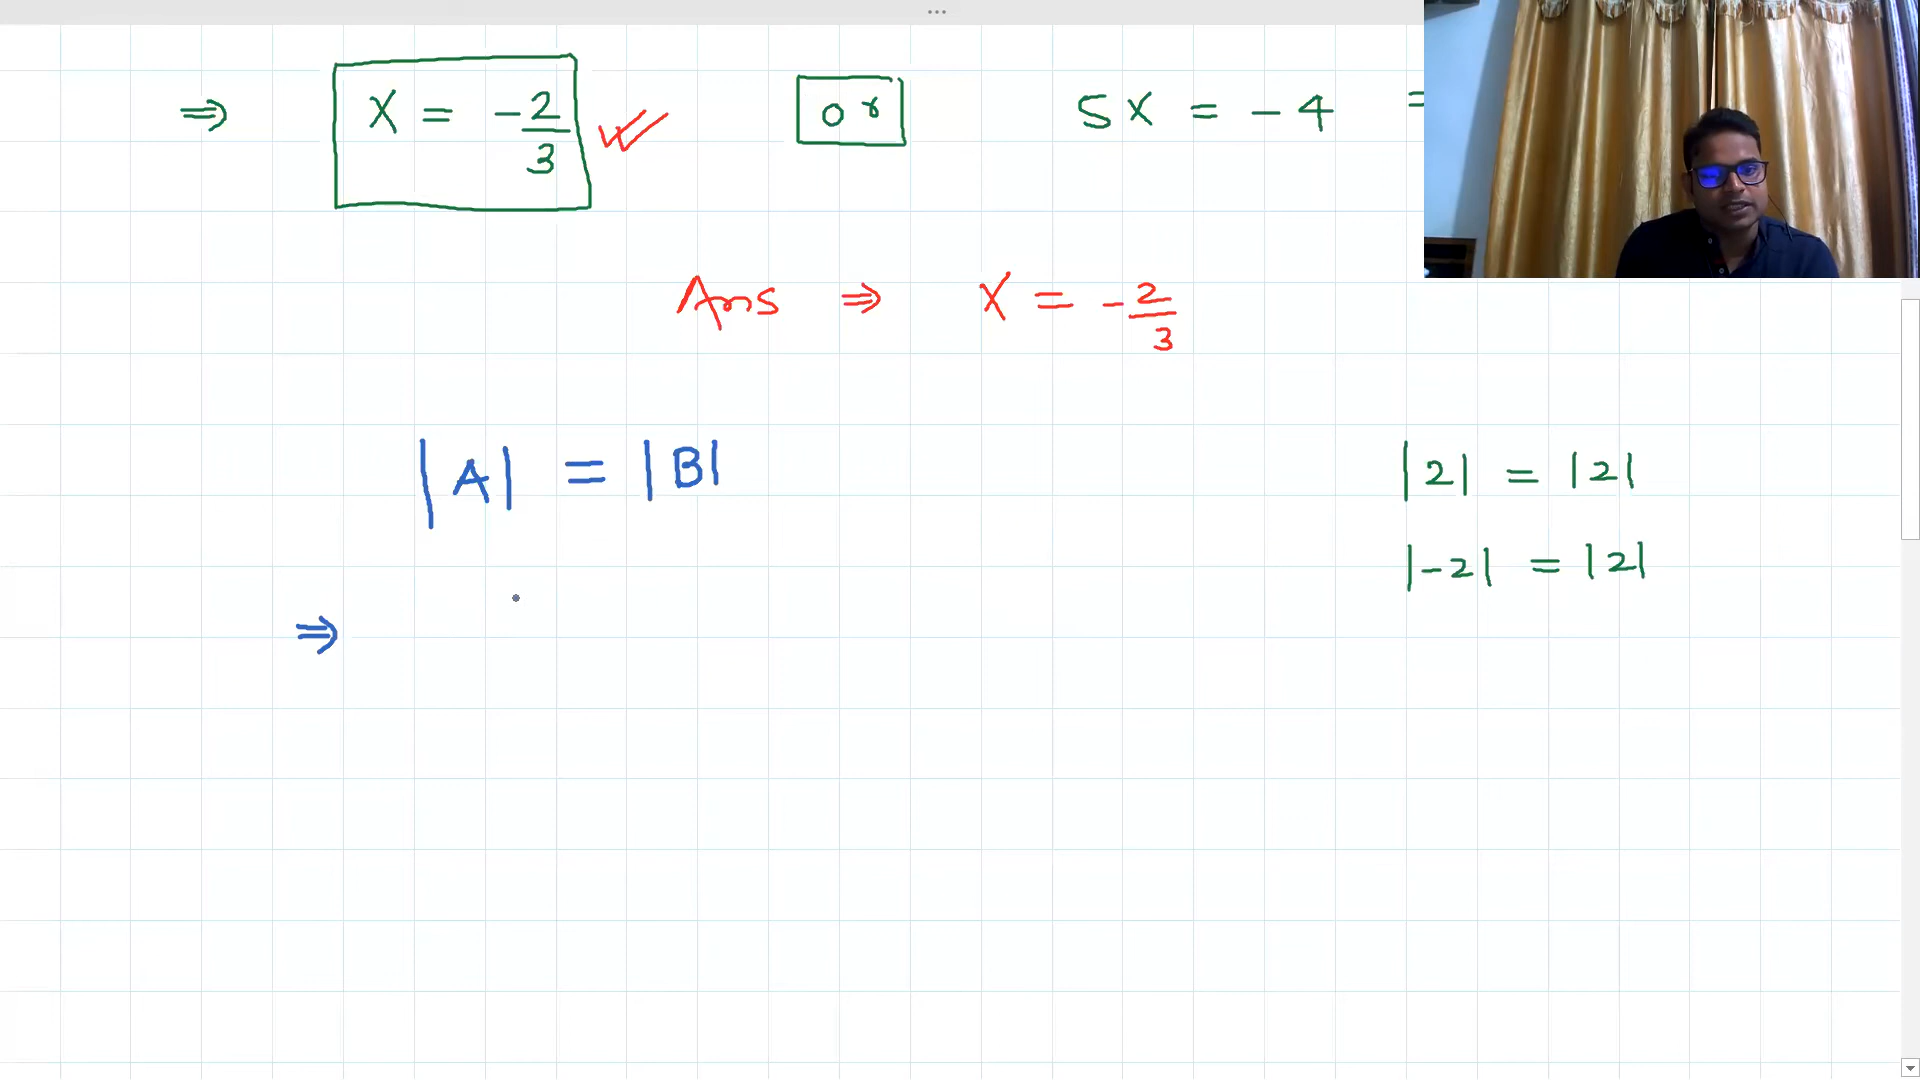 ⇒ x = -2/3 or 5x = -4 =
Ans ⇒ x = -2/3
|A| = |B| |2| = |2|
|-2| = |2|
⇒